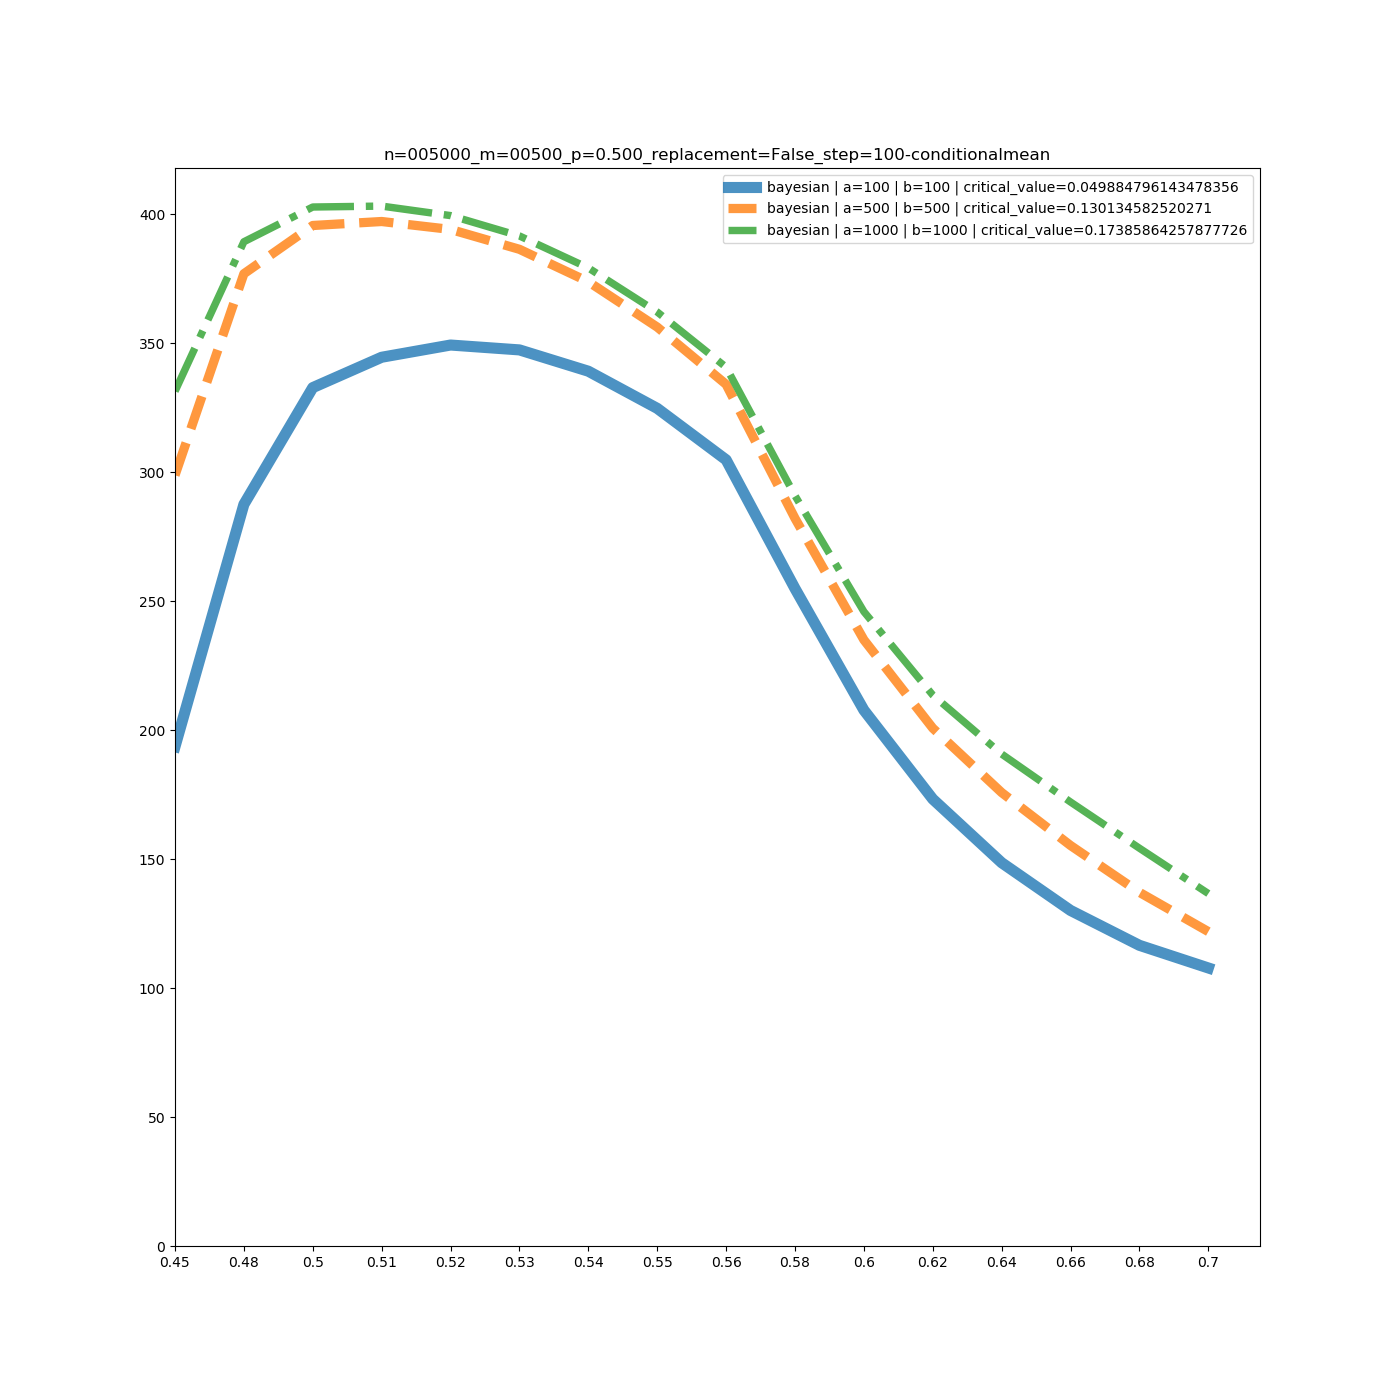 n=005000_m=00500_p=0.500_replacement=False_step=100-conditionalmean
bayesian | a=100 | b=100 | critical_value=0.049884796143478356
bayesian | a=500 | b=500 | critical_value=0.130134582520271
bayesian | a=1000 | b=1000 | critical_value=0.17385864257877726
400
350
300
250
200
150
100
50
0
0.45 0.48 0.5 0.51 0.52 0.53 0.54 0.55 0.56 0.58 0.6 0.62 0.64 0.66 0.68 0.7